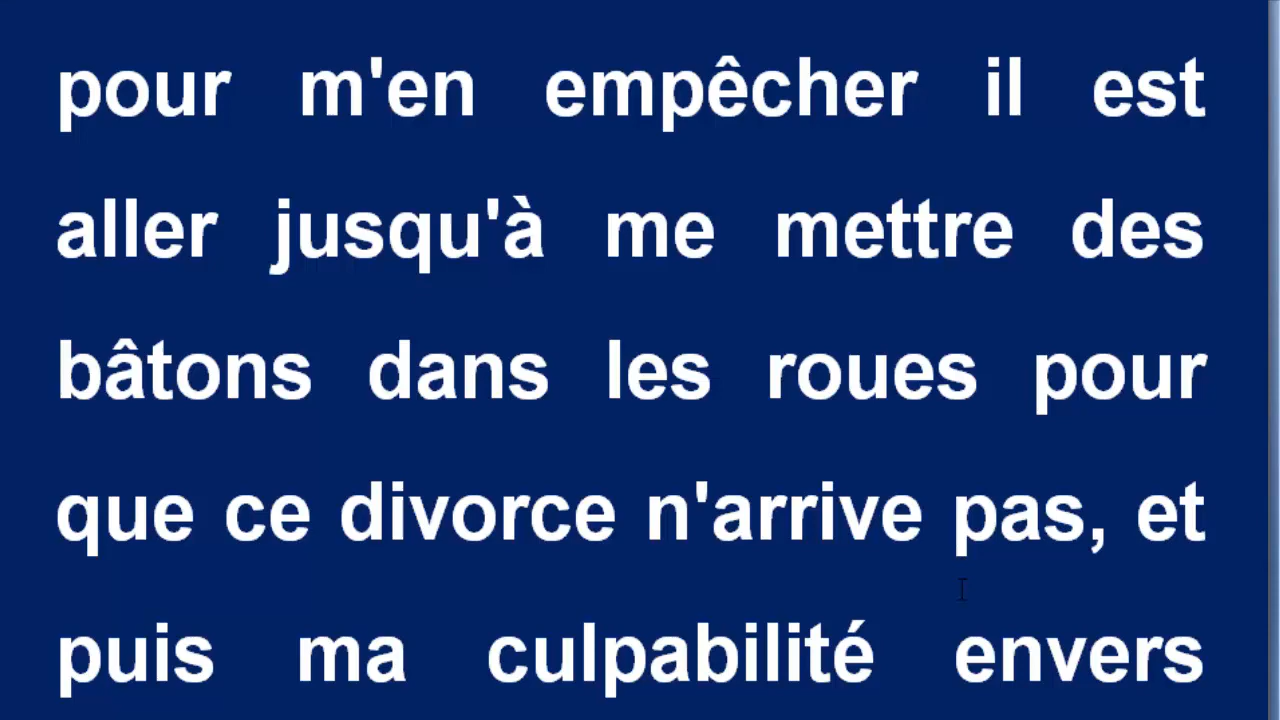 pour m'en empêcher il est
aller jusqu'à me mettre des
bâtons dans les roues pour
que ce divorce n'arrive pas, et
puis ma culpabilité envers